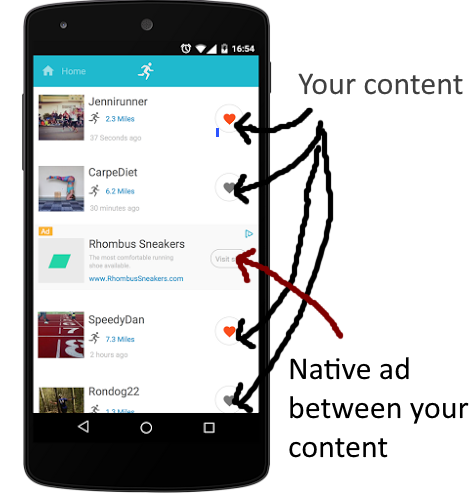 16:54
Home
Jennirunner
2.3 Miles
37 Seconds ago
Your content
CarpeDiet
6.2 Miles
30 minutes ago
Ad
Rhombus Sneakers
The most comfortable running
shoe available.
Visit
www.RhombusSneakers.com
SpeedyDan
7.3 Miles
2 hours ago
Native ad
between your
content
Rondog22
1.3 Miles